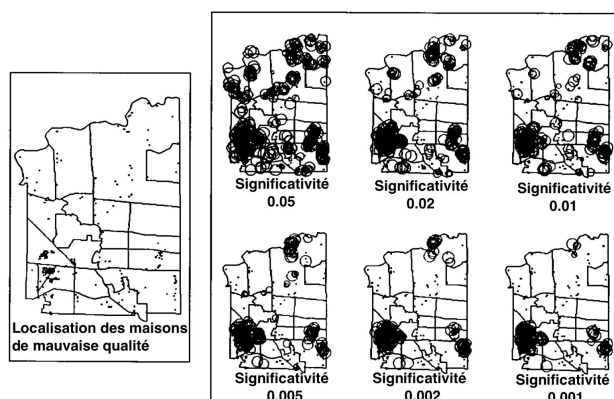 Localisation des maisons
de mauvaise qualité
Significativité
0.05
Significativité
0.02
Significativité
0.01
Significativité
0.005
Significativité
0.002
Significativité
0.001